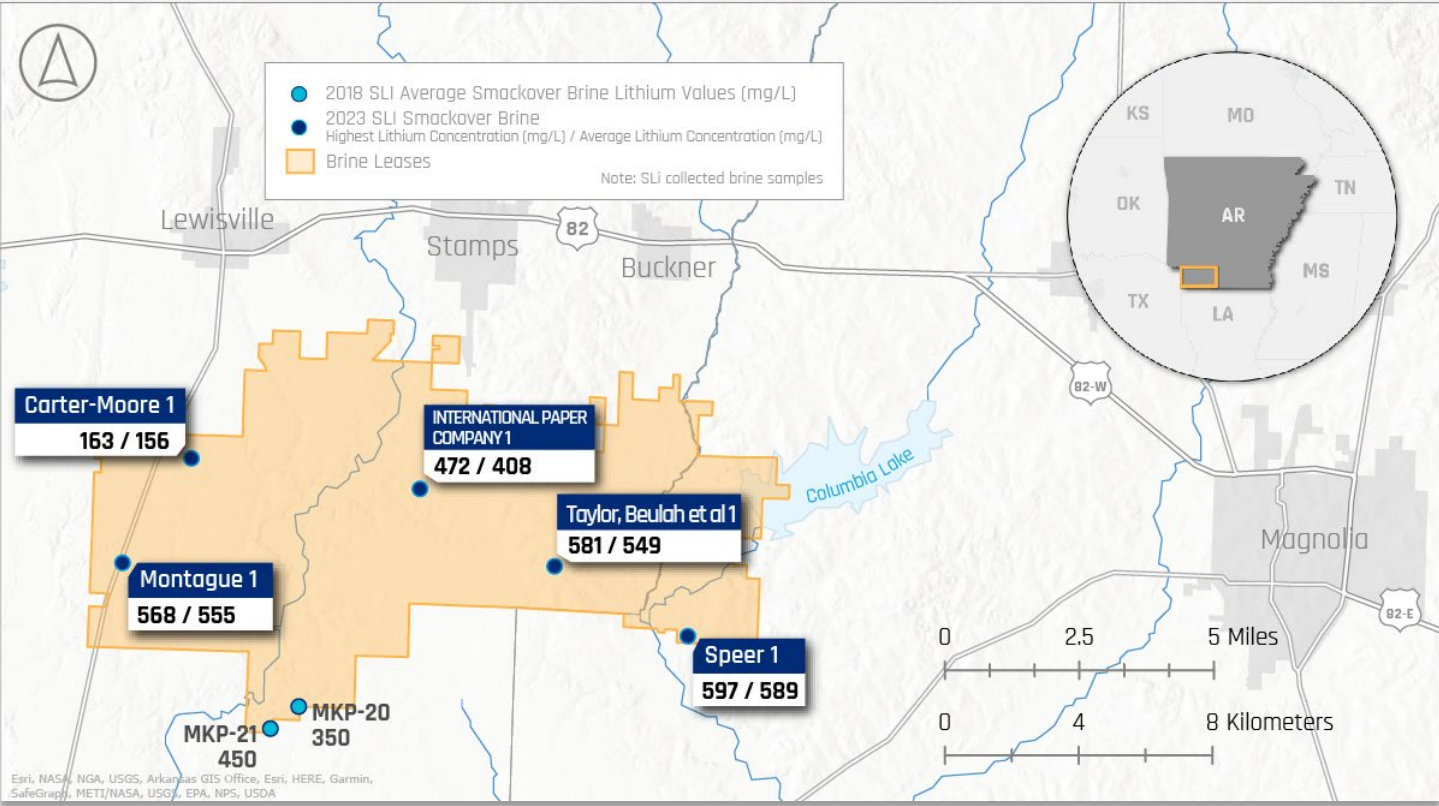 2018 SLI Average Smackover Brine Lithium Values (mg/L)
2023 SLI Smackover Brine
Highest Lithium Concentration (mg/L) / Average Lithium Concentration (mg/L)
Brine Leases
Note: SLi collected brine samples
KS
MO
OK
AR
TN
MS
TX
LA
Lewisville
Stamps
82
Buckner
82-W
Carter-Moore 1
163 / 156
INTERNATIONAL PAPER
COMPANY 1
472 / 408
Columbia Lake
Taylor, Beulah et al 1
581 / 549
Magnolia
Montague 1
568 / 555
82-E
0 2.5 5 Miles
Speer 1
597 / 589
MKP-20
350
MKP-21
450
0 4 8 Kilometers
Esri, NASA, NGA, USGS, Arkansas GIS Office, Esri, HERE, Garmin,
SafeGraph, METI/NASA, USGS, EPA, NPS, USDA